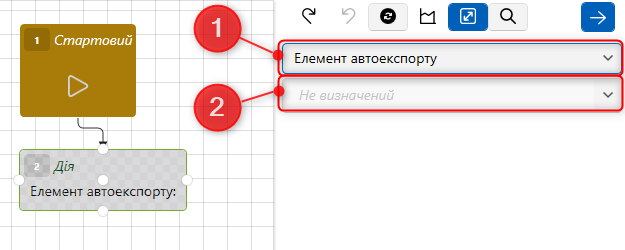 1 Стартовий
2 Дія
Елемент автоекспорту:
1
Елемент автоекспорту
2
Не визначений